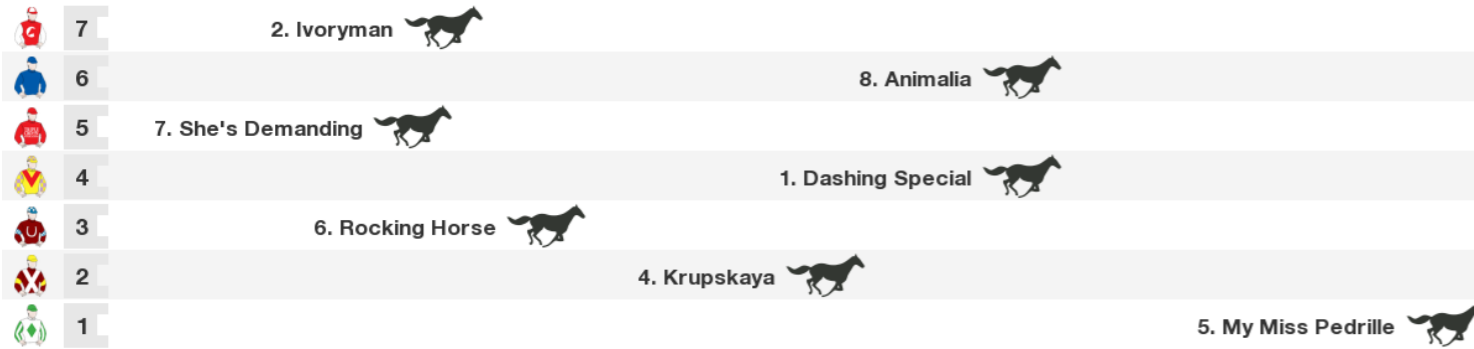 7 2. Ivoryman
6 8. Animalia
5 7. She's Demanding
4 1. Dashing Special
3 6. Rocking Horse
2 4. Krupskaya
1 5. My Miss Pedrille